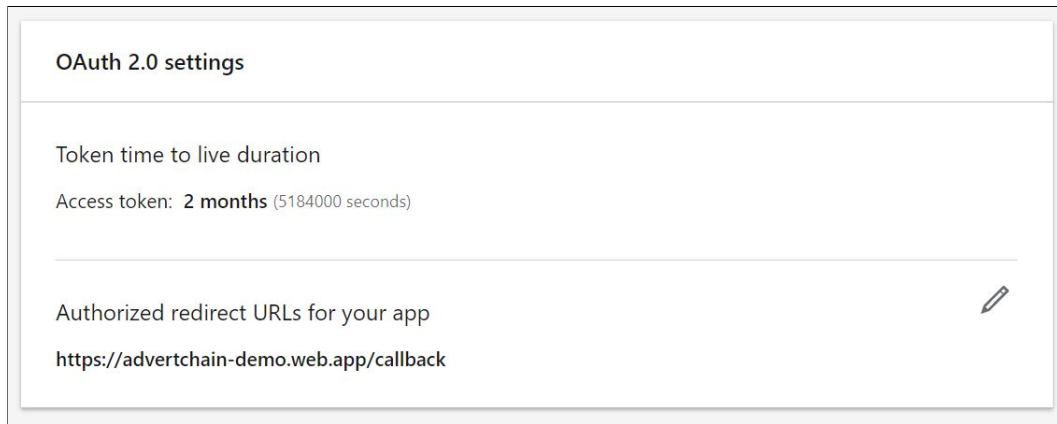 OAuth 2.0 settings
Token time to live duration
Access token: 2 months (5184000 seconds)
Authorized redirect URLs for your app
https://advertchain-demo.web.app/callback